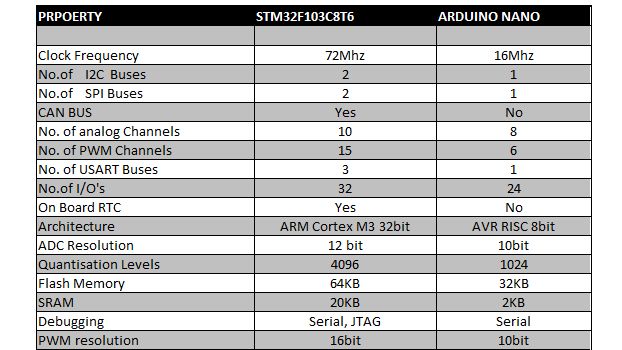 PRPOERTY STM32F103C8T6 ARDUINO NANO
Clock Frequency 72Mhz 16Mhz
No.of I2C Buses 2 1
No.of SPI Buses 2 1
CAN BUS Yes No
No. of analog Channels 10 8
No. of PWM Channels 15 6
No. of USART Buses 3 1
No.of I/O's 32 24
On Board RTC Yes No
Architecture ARM Cortex M3 32bit AVR RISC 8bit
ADC Resolution 12 bit 10bit
Quantisation Levels 4096 1024
Flash Memory 64KB 32KB
SRAM 20KB 2KB
Debugging Serial, JTAG Serial
PWM resolution 16bit 10bit